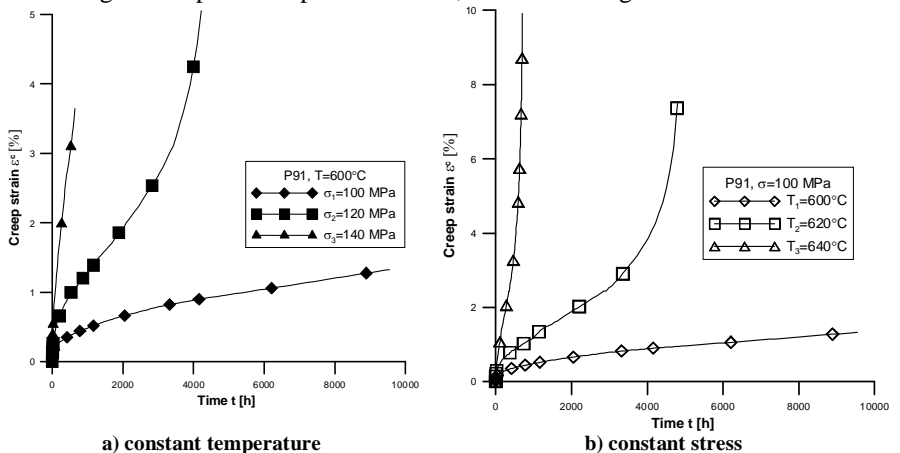 5
4
3
2
1
0
Creep strain εᶜ [%]
P91, T=600°C
σ₁=100 MPa
σ₂=120 MPa
σ₃=140 MPa
0 2000 4000 6000 8000 10000
Time t [h]
a) constant temperature
10
8
6
4
2
0
Creep strain εᶜ [%]
P91, σ=100 MPa
T₁=600°C
T₂=620°C
T₃=640°C
0 2000 4000 6000 8000 10000
Time t [h]
b) constant stress